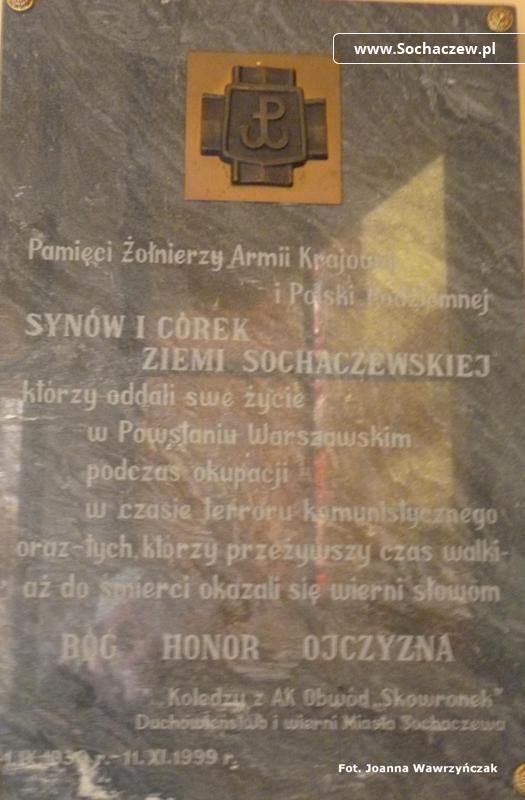 www.Sochaczew.pl
Pamięci Żołnierzy Armii Krajowej
i Polski Podziemnej
SYNÓW I CÓREK
ZIEMI SOCHACZEWSKIEJ
którzy oddali swe życie
w Powstaniu Warszawskim
podczas okupacji
w czasie terroru komunistycznego
oraz tych, którzy przeżywszy czas walki-
aż do śmierci okazali się wierni słowom
BÓG HONOR OJCZYZNA
Koledzy z AK Obwód „Skowronek"
Duchowieństwo i wierni Miasta Sochaczewa
1.IX.1939 r.-11.XI.1999 r.
Fot. Joanna Wawrzyńczak